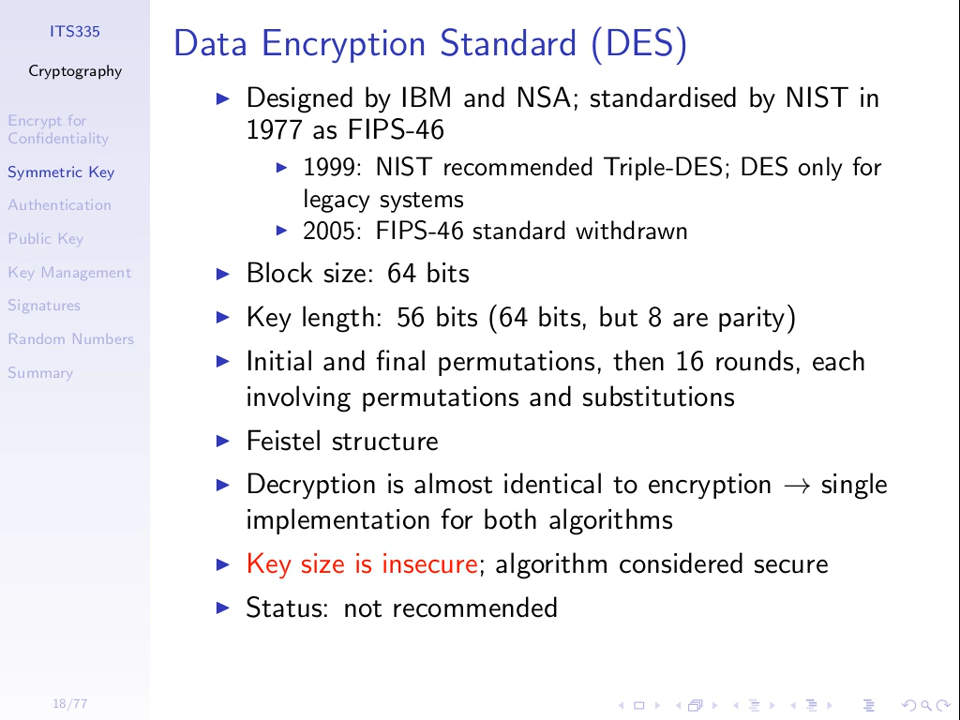 ITS335
Cryptography
Encrypt for
Confidentiality
Symmetric Key
Authentication
Public Key
Key Management
Signatures
Random Numbers
Summary
18/77
Data Encryption Standard (DES)
Designed by IBM and NSA; standardised by NIST in
1977 as FIPS-46
1999: NIST recommended Triple-DES; DES only for
legacy systems
2005: FIPS-46 standard withdrawn
Block size: 64 bits
Key length: 56 bits (64 bits, but 8 are parity)
Initial and final permutations, then 16 rounds, each
involving permutations and substitutions
Feistel structure
Decryption is almost identical to encryption → single
implementation for both algorithms
Key size is insecure; algorithm considered secure
Status: not recommended